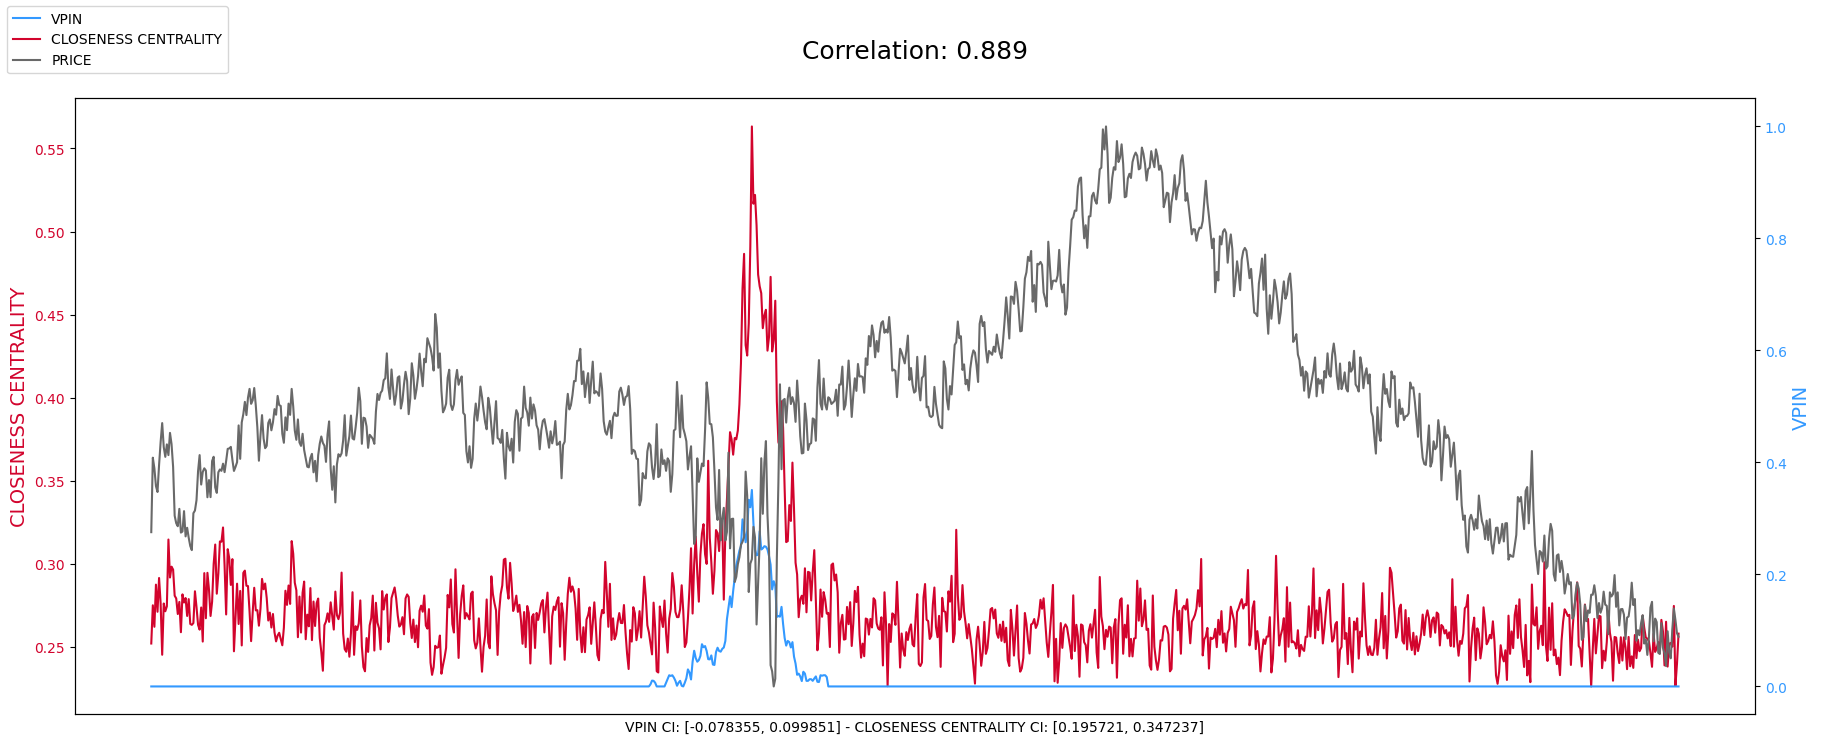 VPIN
CLOSENESS CENTRALITY
PRICE
Correlation: 0.889
CLOSENESS CENTRALITY
0.55
0.50
0.45
0.40
0.35
0.30
0.25
1.0
0.8
0.6
0.4
0.2
0.0
VPIN
VPIN CI: [-0.078355, 0.099851] - CLOSENESS CENTRALITY CI: [0.195721, 0.347237]